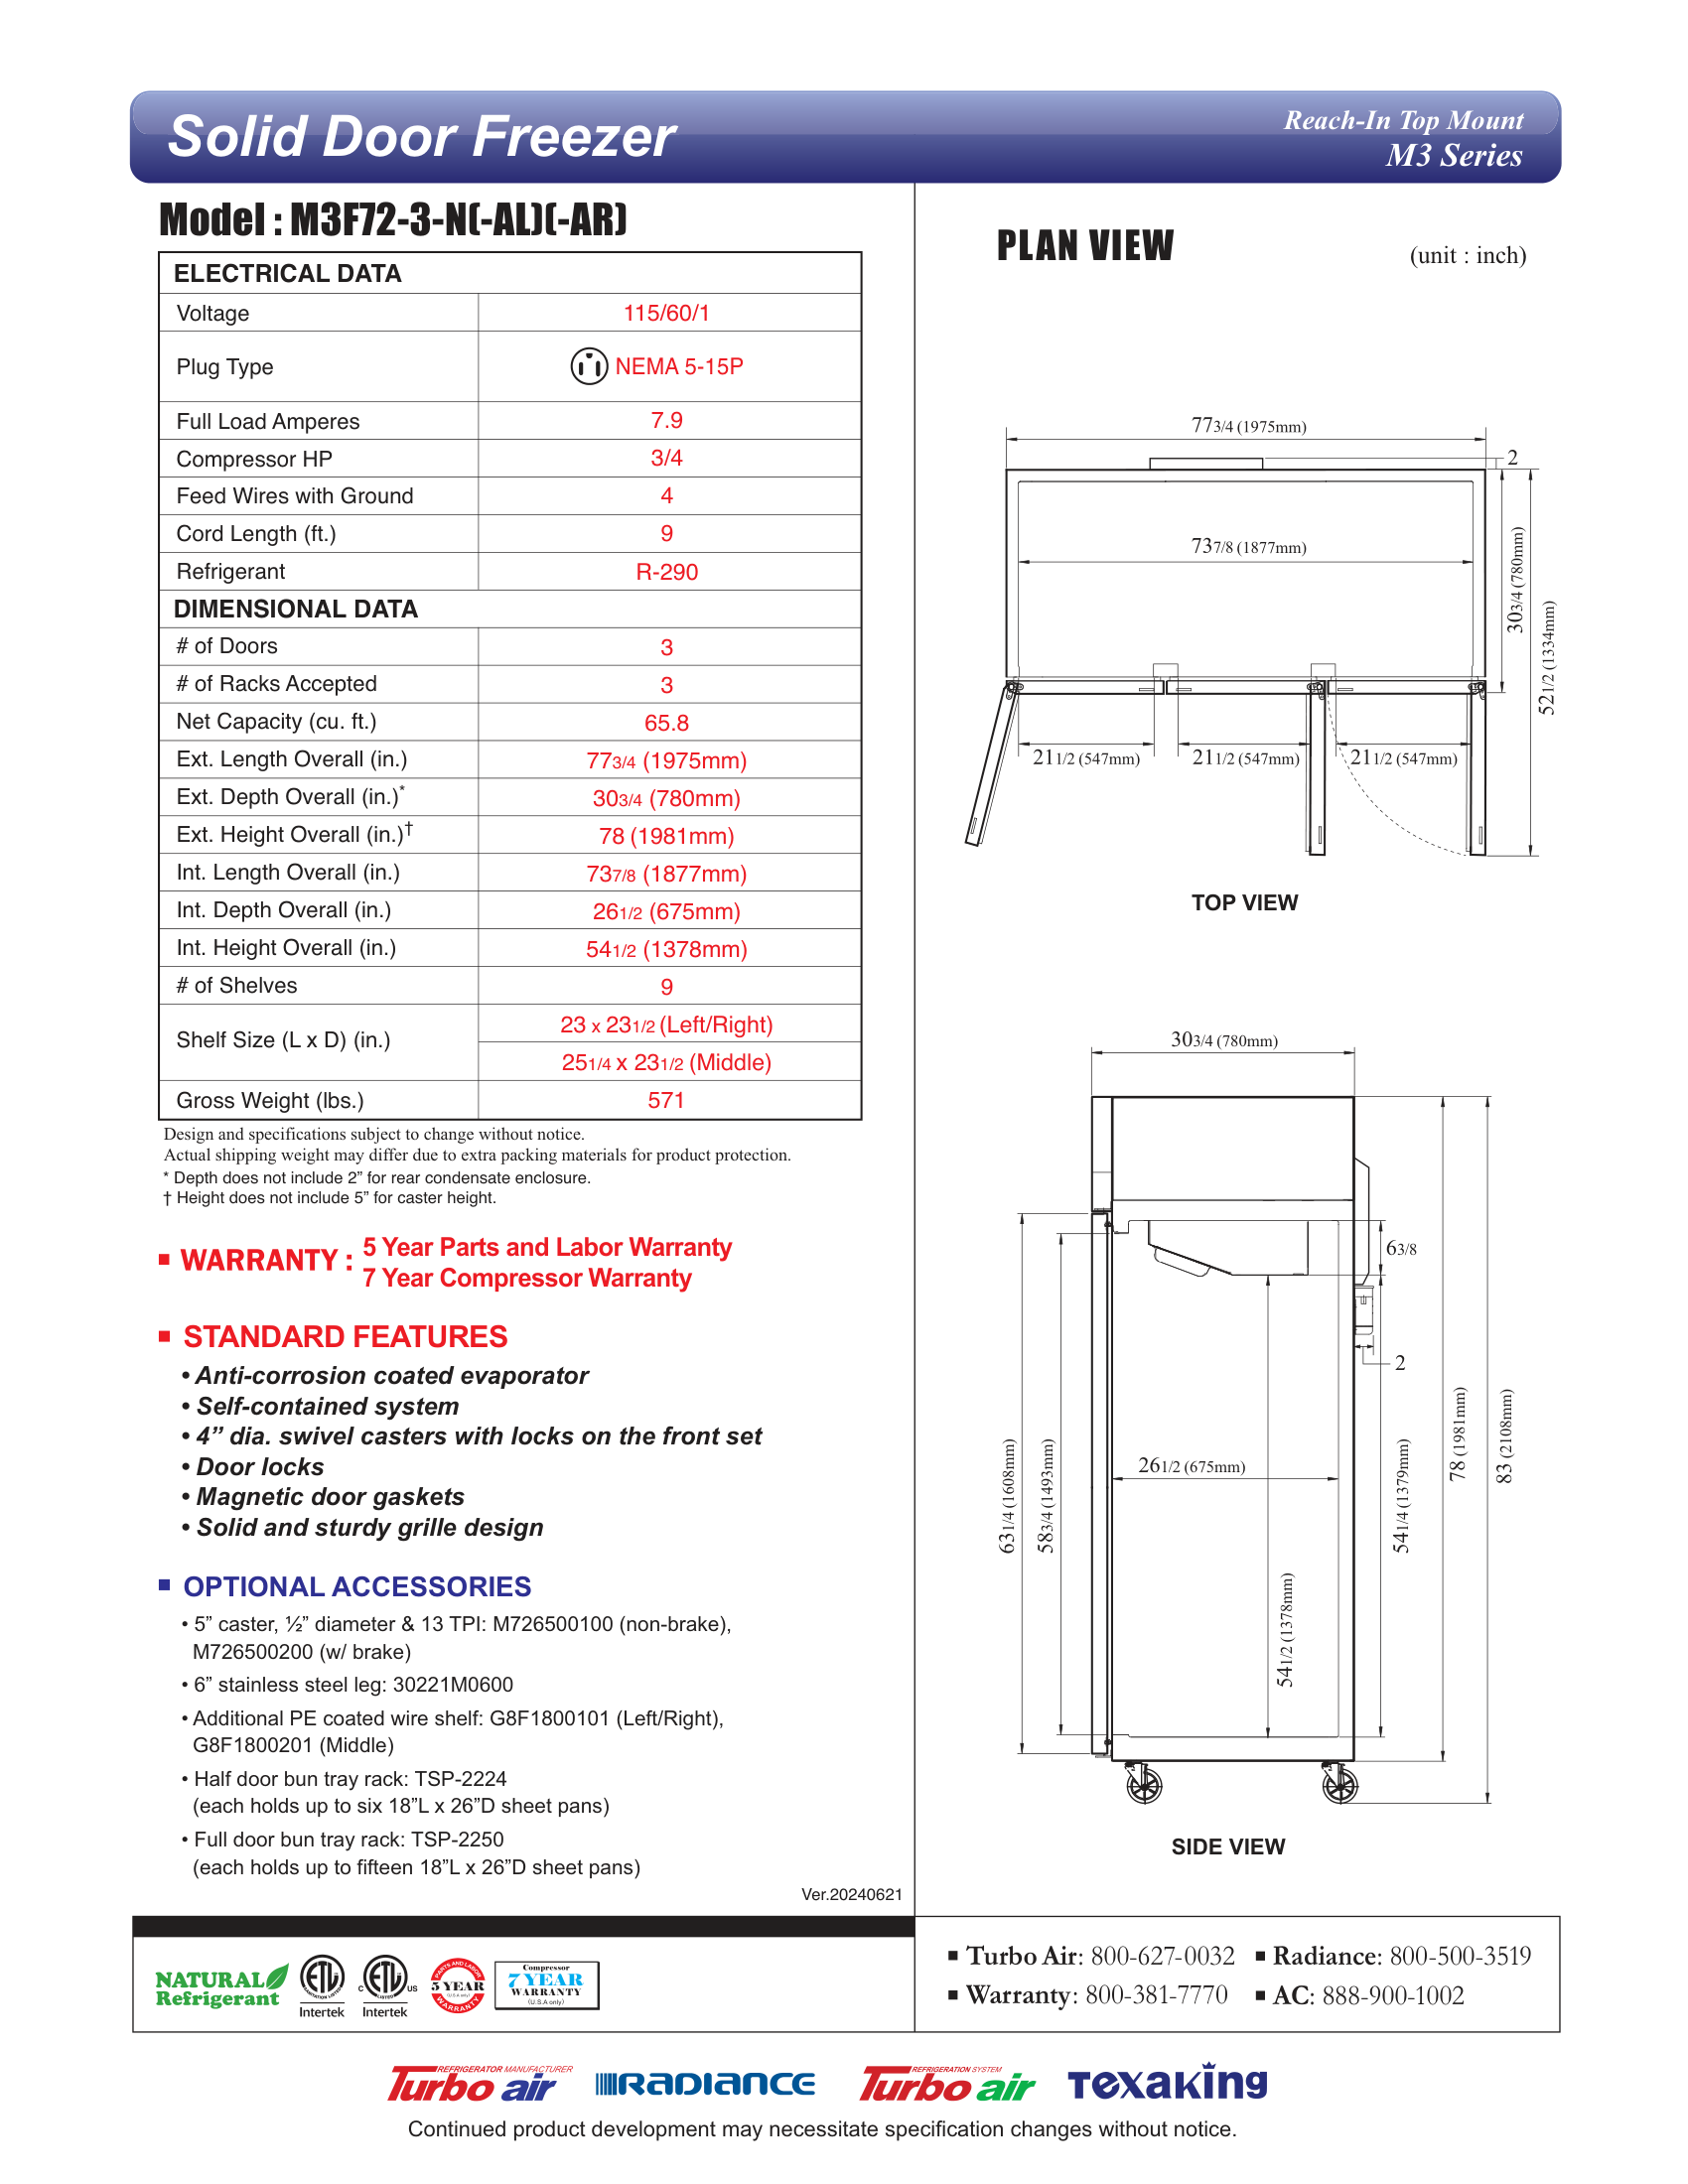 Solid Door Freezer
Reach-In Top Mount
M3 Series
Model : M3F72-3-N(-AL)(-AR)
ELECTRICAL DATA
Voltage 115/60/1
Plug Type NEMA 5-15P
Full Load Amperes 7.9
Compressor HP 3/4
Feed Wires with Ground 4
Cord Length (ft.) 9
Refrigerant R-290
DIMENSIONAL DATA
# of Doors 3
# of Racks Accepted 3
Net Capacity (cu. ft.) 65.8
Ext. Length Overall (in.) 77 3/4 (1975mm)
Ext. Depth Overall (in.)* 30 3/4 (780mm)
Ext. Height Overall (in.)† 78 (1981mm)
Int. Length Overall (in.) 73 7/8 (1877mm)
Int. Depth Overall (in.) 26 1/2 (675mm)
Int. Height Overall (in.) 54 1/2 (1378mm)
# of Shelves 9
Shelf Size (L x D) (in.) 23 x 23 1/2 (Left/Right)
25 1/4 x 23 1/2 (Middle)
Gross Weight (lbs.) 571
Design and specifications subject to change without notice.
Actual shipping weight may differ due to extra packing materials for product protection.
* Depth does not include 2” for rear condensate enclosure.
† Height does not include 5” for caster height.
WARRANTY : 5 Year Parts and Labor Warranty
7 Year Compressor Warranty
STANDARD FEATURES
• Anti-corrosion coated evaporator
• Self-contained system
• 4” dia. swivel casters with locks on the front set
• Door locks
• Magnetic door gaskets
• Solid and sturdy grille design
OPTIONAL ACCESSORIES
• 5” caster, ½” diameter & 13 TPI: M726500100 (non-brake),
M726500200 (w/ brake)
• 6” stainless steel leg: 30221M0600
• Additional PE coated wire shelf: G8F1800101 (Left/Right),
G8F1800201 (Middle)
• Half door bun tray rack: TSP-2224
(each holds up to six 18”L x 26”D sheet pans)
• Full door bun tray rack: TSP-2250
(each holds up to fifteen 18”L x 26”D sheet pans)
Ver.20240621
PLAN VIEW
(unit : inch)
77 3/4 (1975mm)
2
73 7/8 (1877mm)
30 3/4 (780mm)
52 1/2 (1334mm)
21 1/2 (547mm) 21 1/2 (547mm) 21 1/2 (547mm)
TOP VIEW
30 3/4 (780mm)
6 3/8
2
63 1/4 (1608mm)
58 3/4 (1493mm)
26 1/2 (675mm)
54 1/2 (1378mm)
54 1/4 (1379mm)
78 (1981mm)
83 (2108mm)
SIDE VIEW
NATURAL
Refrigerant
ETL
Intertek
C ETL US
LISTED
Intertek
PARTS AND LABOR
5 YEAR
(U.S.A only)
WARRANTY
Compressor
7 YEAR
WARRANTY
(U.S.A only)
Turbo Air: 800-627-0032 Radiance: 800-500-3519
Warranty: 800-381-7770 AC: 888-900-1002
REFRIGERATOR MANUFACTURER
Turbo air
RADIANCE
REFRIGERATION SYSTEM
Turbo air
Texaking
Continued product development may necessitate specification changes without notice.